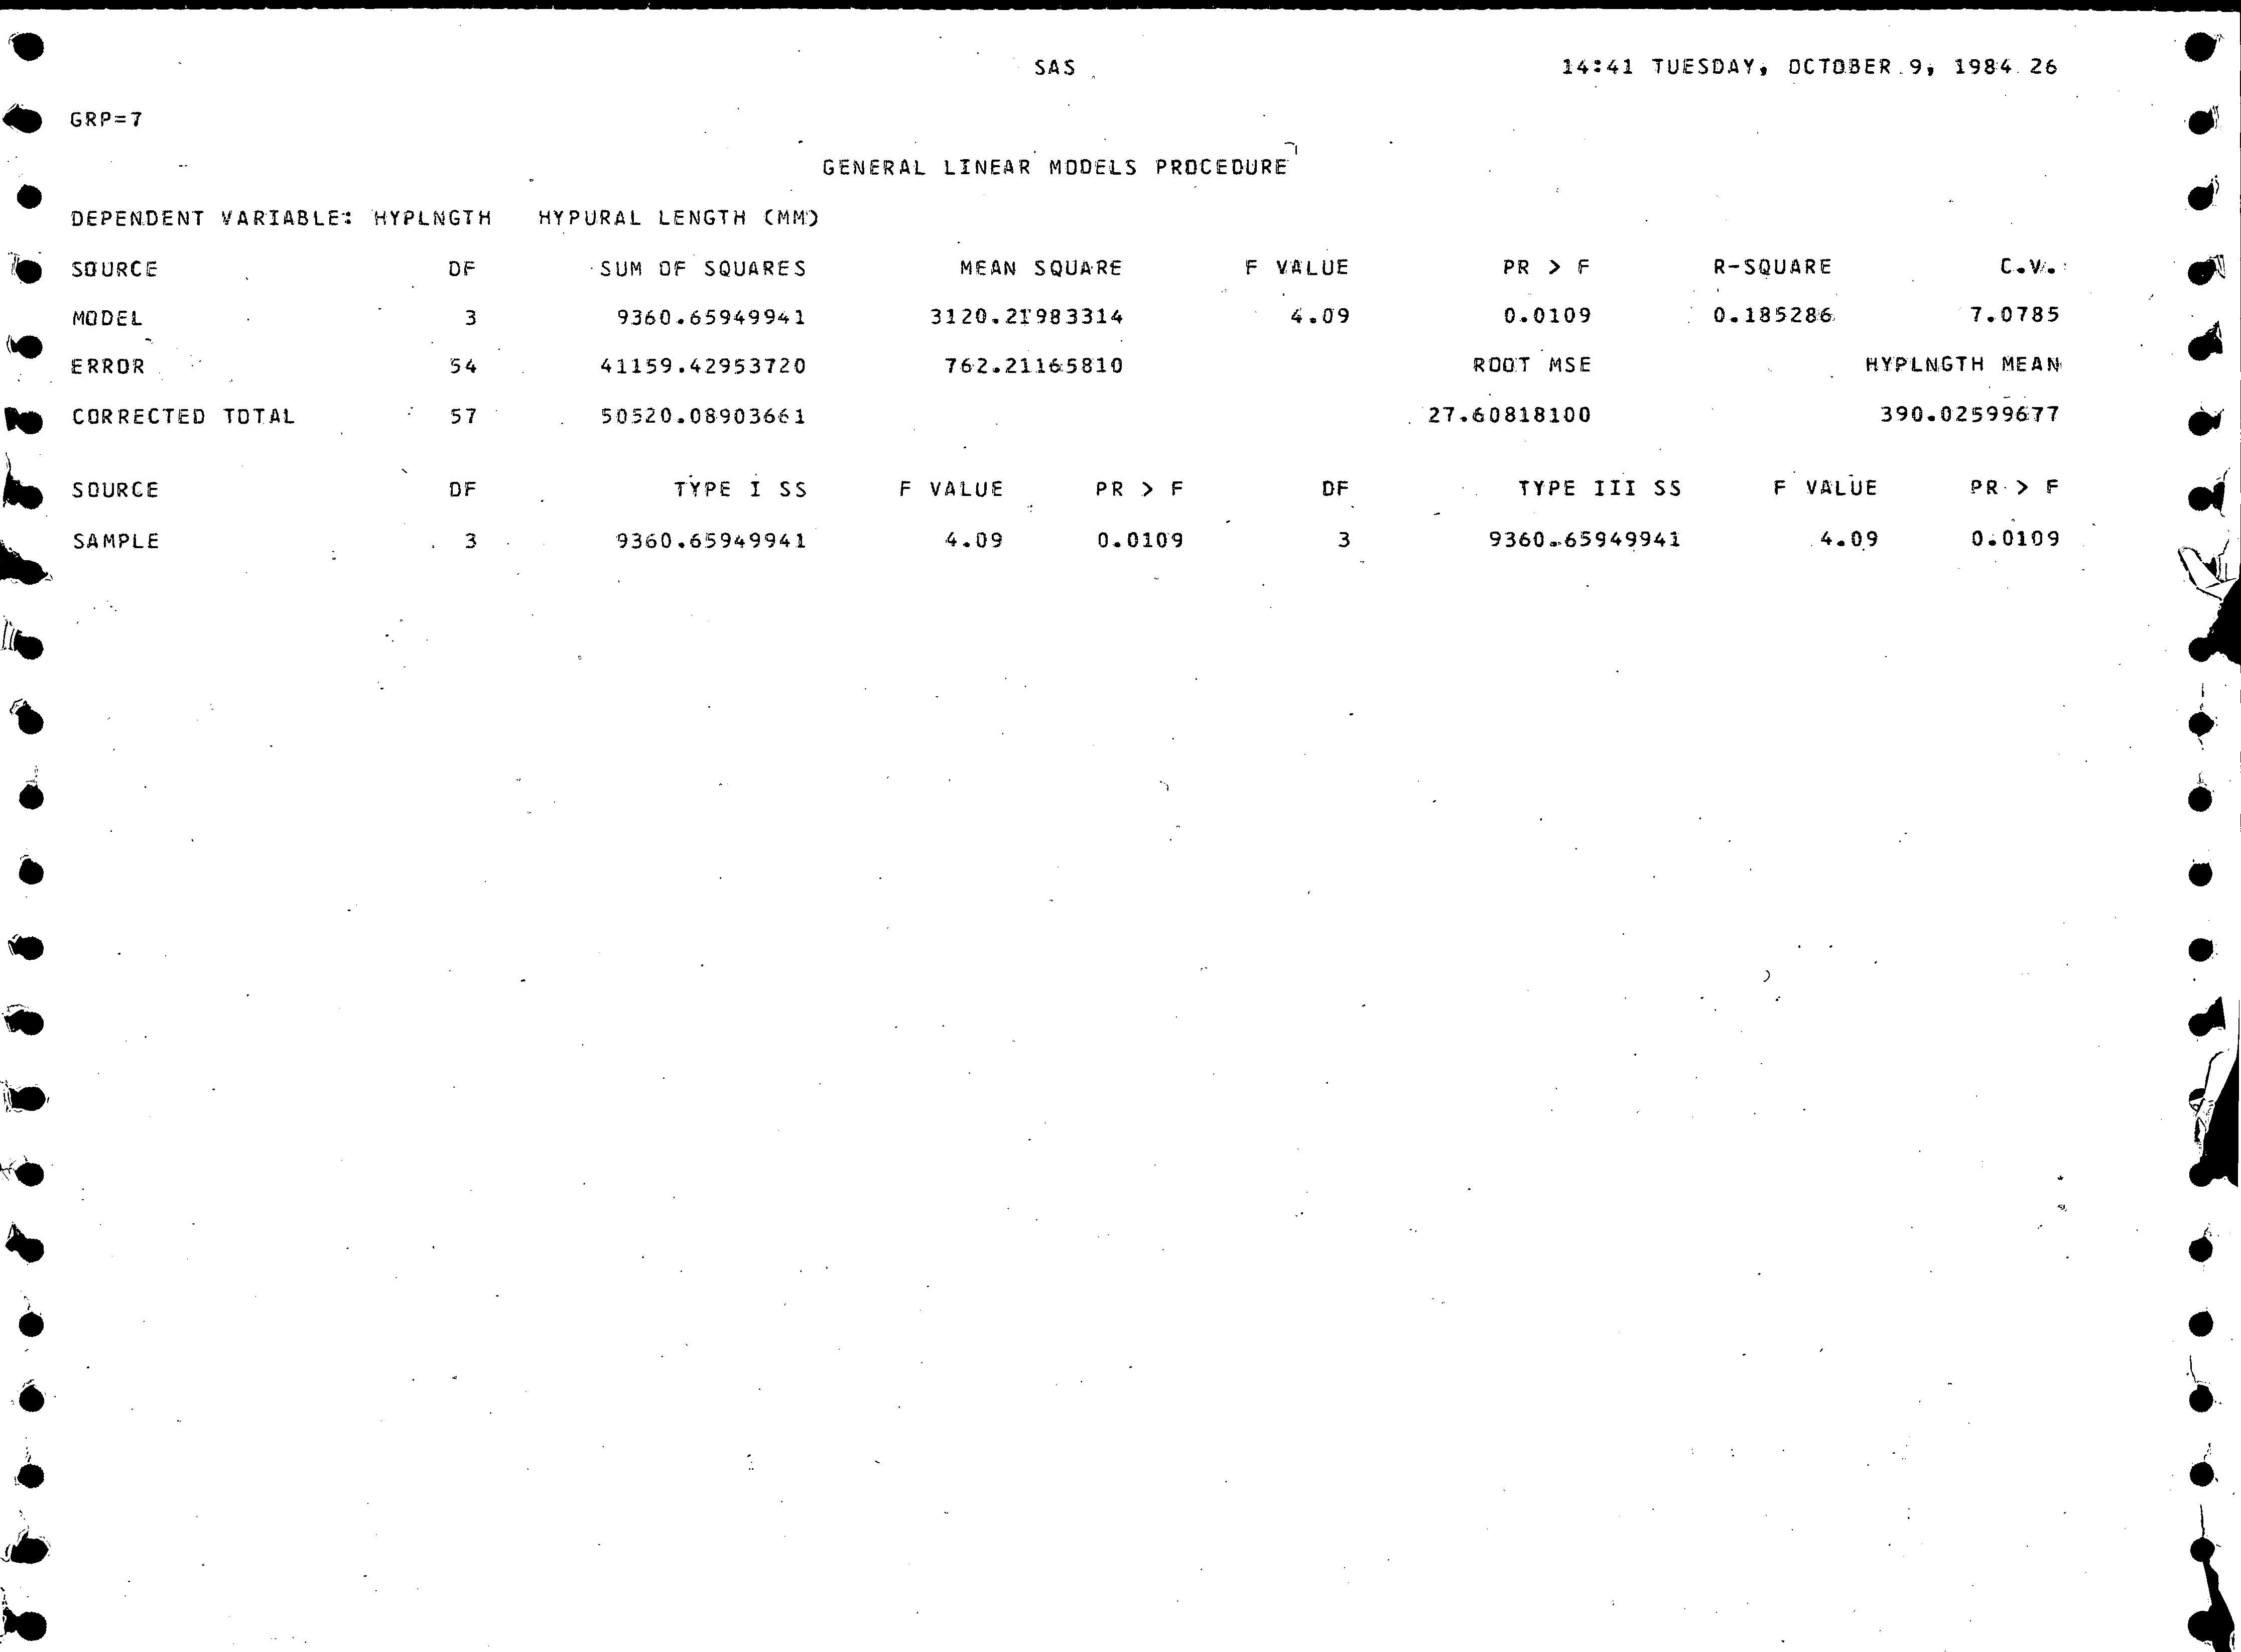 SAS 14:41 TUESDAY, OCTOBER 9, 1984 26
GRP=7
GENERAL LINEAR MODELS PROCEDURE
DEPENDENT VARIABLE: HYPLNGTH HYPURAL LENGTH (MM)
SOURCE DF SUM OF SQUARES MEAN SQUARE F VALUE PR > F R-SQUARE C.V.
MODEL 3 9360.65949941 3120.21983314 4.09 0.0109 0.185286 7.0785
ERROR 54 41159.42953720 762.21165810 ROOT MSE HYPLNGTH MEAN
CORRECTED TOTAL 57 50520.08903661 27.60818100 390.02599677
SOURCE DF TYPE I SS F VALUE PR > F DF TYPE III SS F VALUE PR > F
SAMPLE 3 9360.65949941 4.09 0.0109 3 9360.65949941 4.09 0.0109